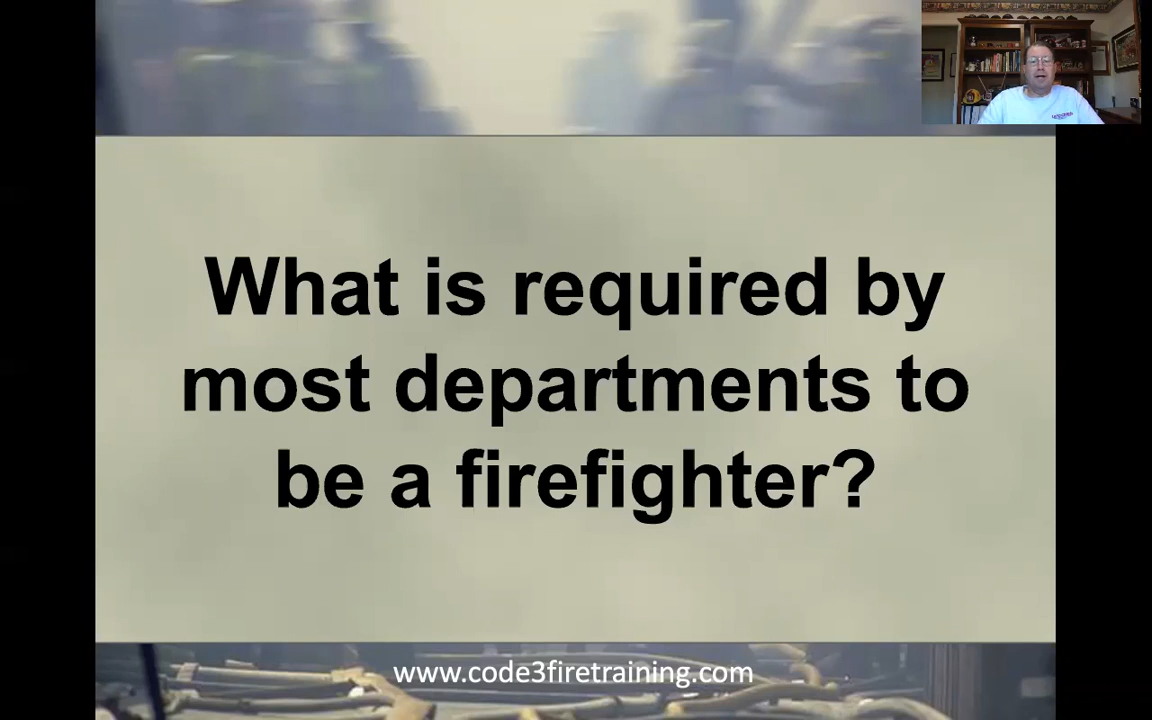 What is required by
most departments to
be a firefighter?
www.code3firetraining.com